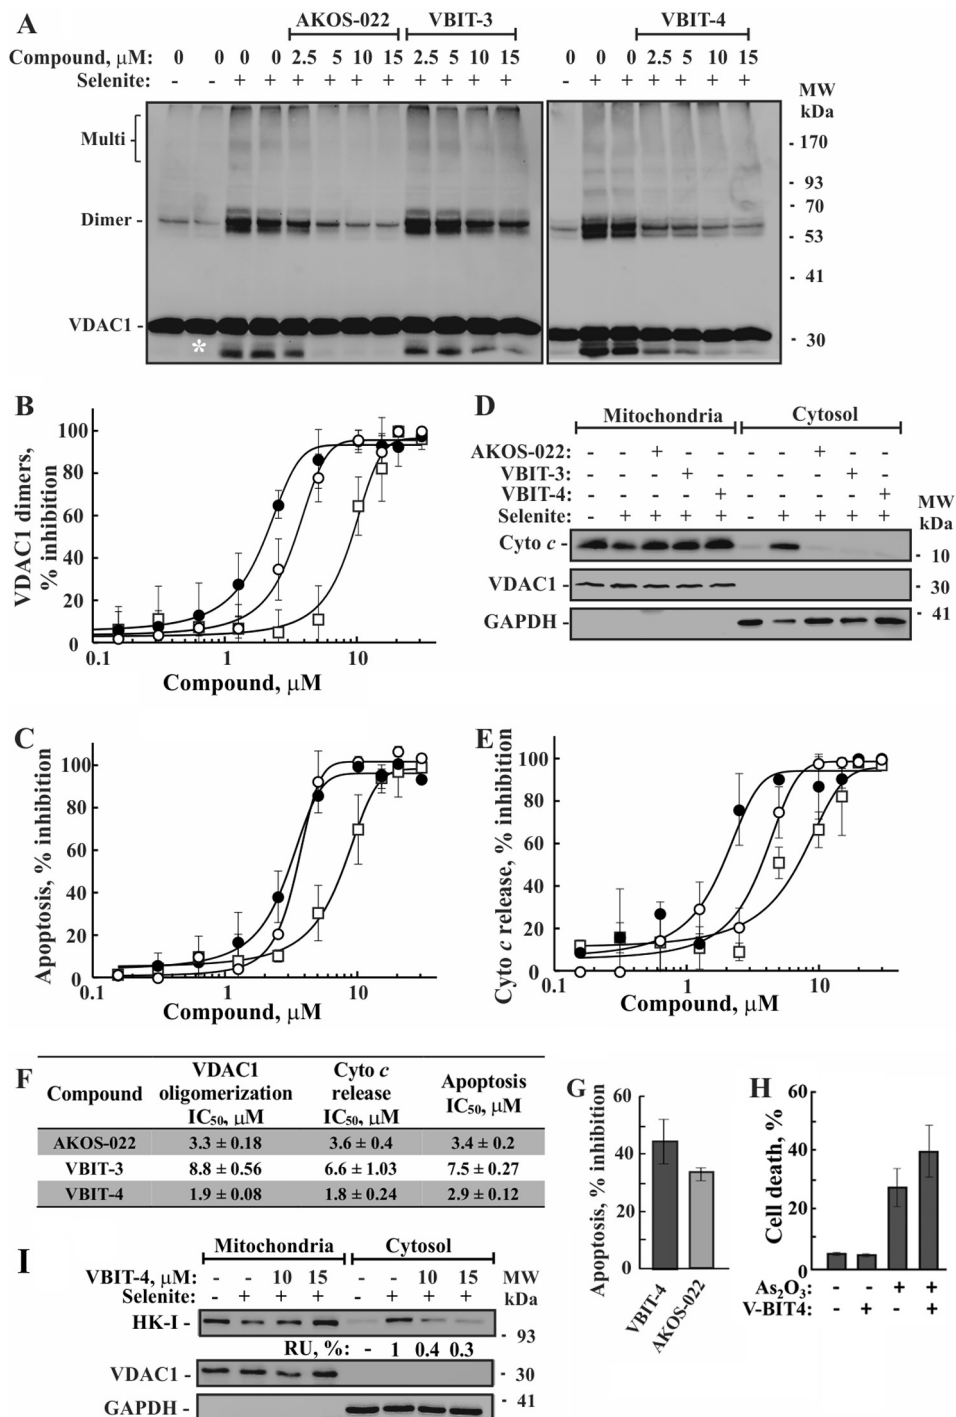 A
AKOS-022 VBIT-3 VBIT-4
Compound, μM: 0 0 0 0 2.5 5 10 15 2.5 5 10 15 0 0 0 2.5 5 10 15
Selenite: - - + + + + + + + + + + - + + + + + +
MW
kDa
Multi
Dimer -
VDAC1 -
*
- 170
- 93
- 70
- 53
- 41
- 30
B
VDAC1 dimers,
% inhibition
100
80
60
40
20
0
0.1 1 10
Compound, μM
D
Mitochondria Cytosol
AKOS-022: - - + - - - - + - -
VBIT-3: - - - + - - - - + -
VBIT-4: - - - - + - - - - +
Selenite: - + + + + - + + + +
MW
kDa
Cyto c -
- 10
VDAC1 -
- 30
GAPDH -
- 41
C
Apoptosis, % inhibition
100
80
60
40
20
0
0.1 1 10
Compound, μM
E
Cyto c release, % inhibition
100
80
60
40
20
0
0.1 1 10
Compound, μM
F
Compound VDAC1 oligomerization IC50, μM Cyto c release IC50, μM Apoptosis IC50, μM
AKOS-022 3.3 ± 0.18 3.6 ± 0.4 3.4 ± 0.2
VBIT-3 8.8 ± 0.56 6.6 ± 1.03 7.5 ± 0.27
VBIT-4 1.9 ± 0.08 1.8 ± 0.24 2.9 ± 0.12
G
Apoptosis, % inhibition
60
40
20
0
VBIT-4
AKOS-022
H
Cell death, %
60
40
20
0
As2O3: - - + +
V-BIT4: - + - +
I
Mitochondria Cytosol
VBIT-4, μM: - - 10 15 - - 10 15
Selenite: - + + + - + + +
MW
kDa
HK-I -
- 93
RU, %: - 1 0.4 0.3
VDAC1 -
- 30
GAPDH -
- 41